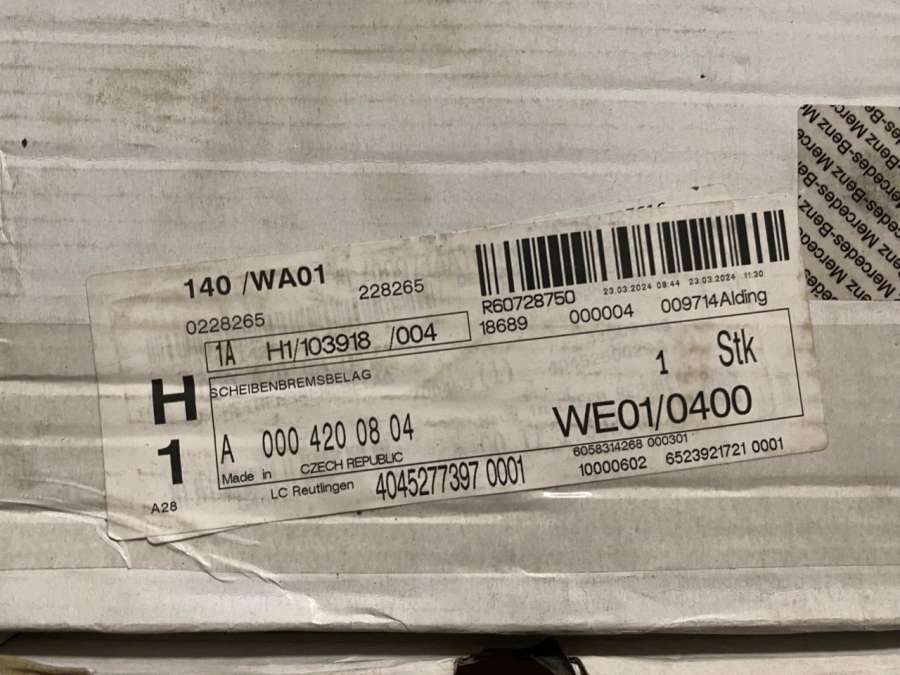 140 /WA01
228265
0228265
23.03.2024 08:44 23.03.2024 11:30
R60728750
18689 000004 009714Alding
1A H1/103918 /004
H
1
A28
SCHEIBENBREMSBELAG
1 Stk
A 000 420 08 04
WE01/0400
Made in CZECH REPUBLIC
LC Reutlingen 4045277397 0001
6058314268 000301
10000602 6523921721 0001
Mercedes-Benz